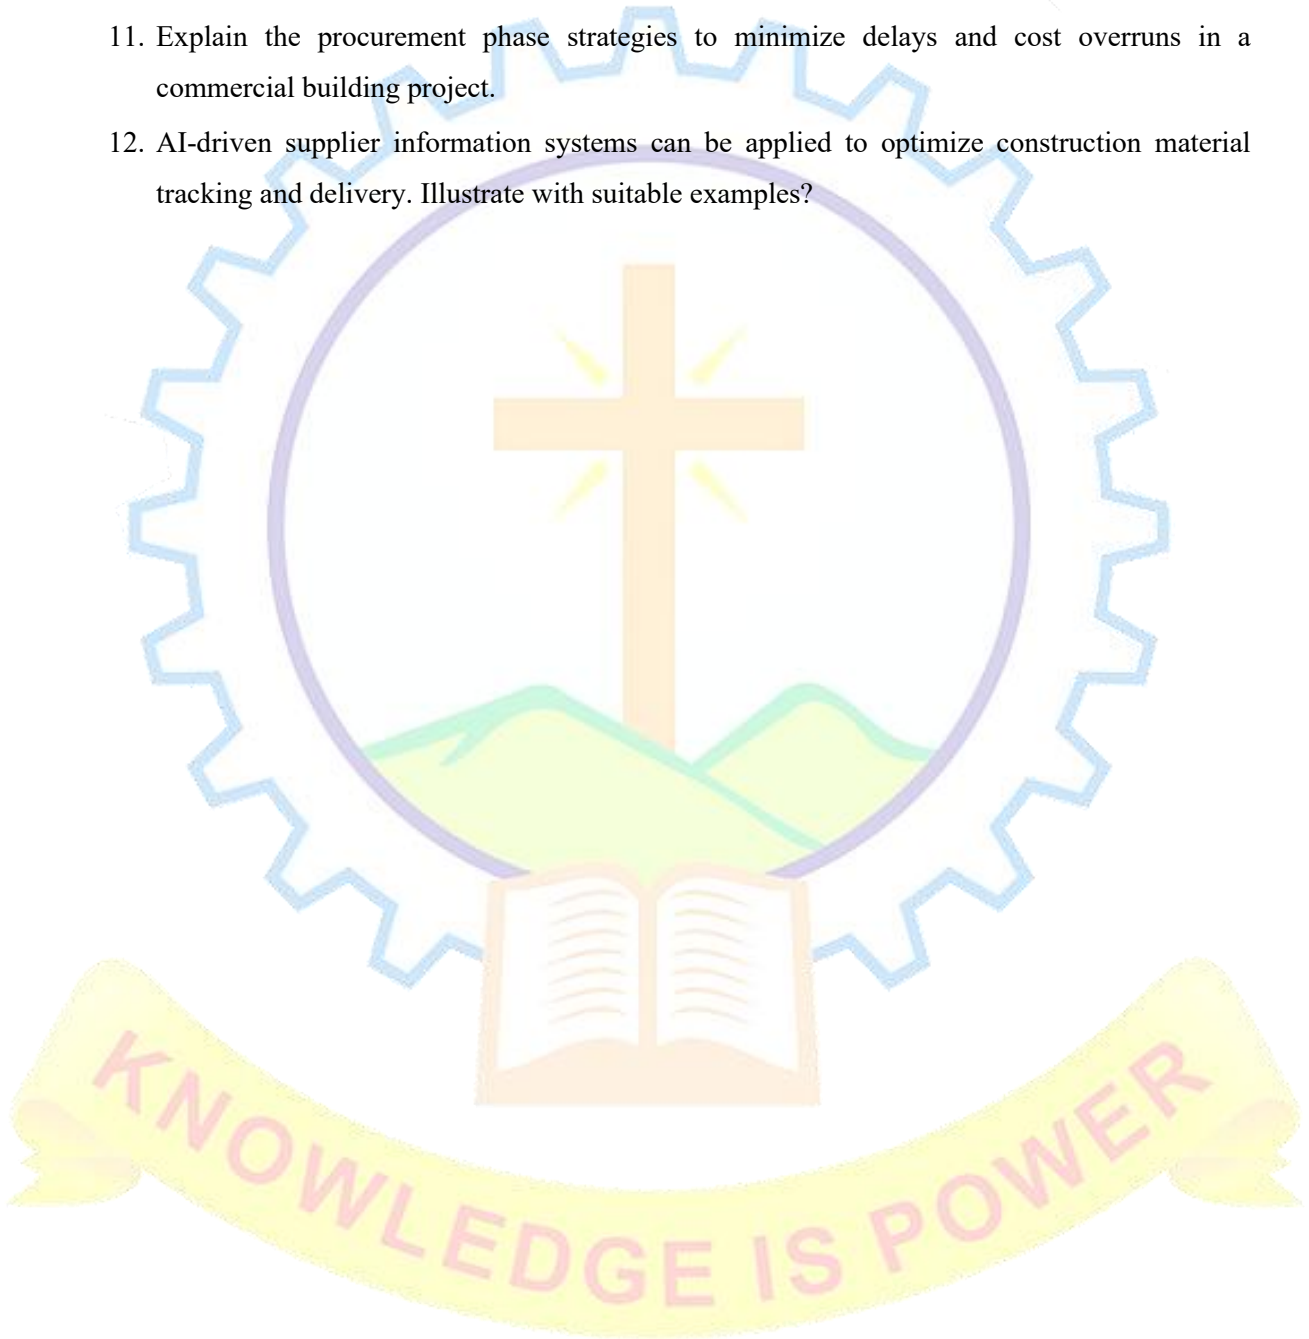 11. Explain the procurement phase strategies to minimize delays and cost overruns in a
commercial building project.
12. AI-driven supplier information systems can be applied to optimize construction material
tracking and delivery. Illustrate with suitable examples?
KNOWLEDGE IS POWER